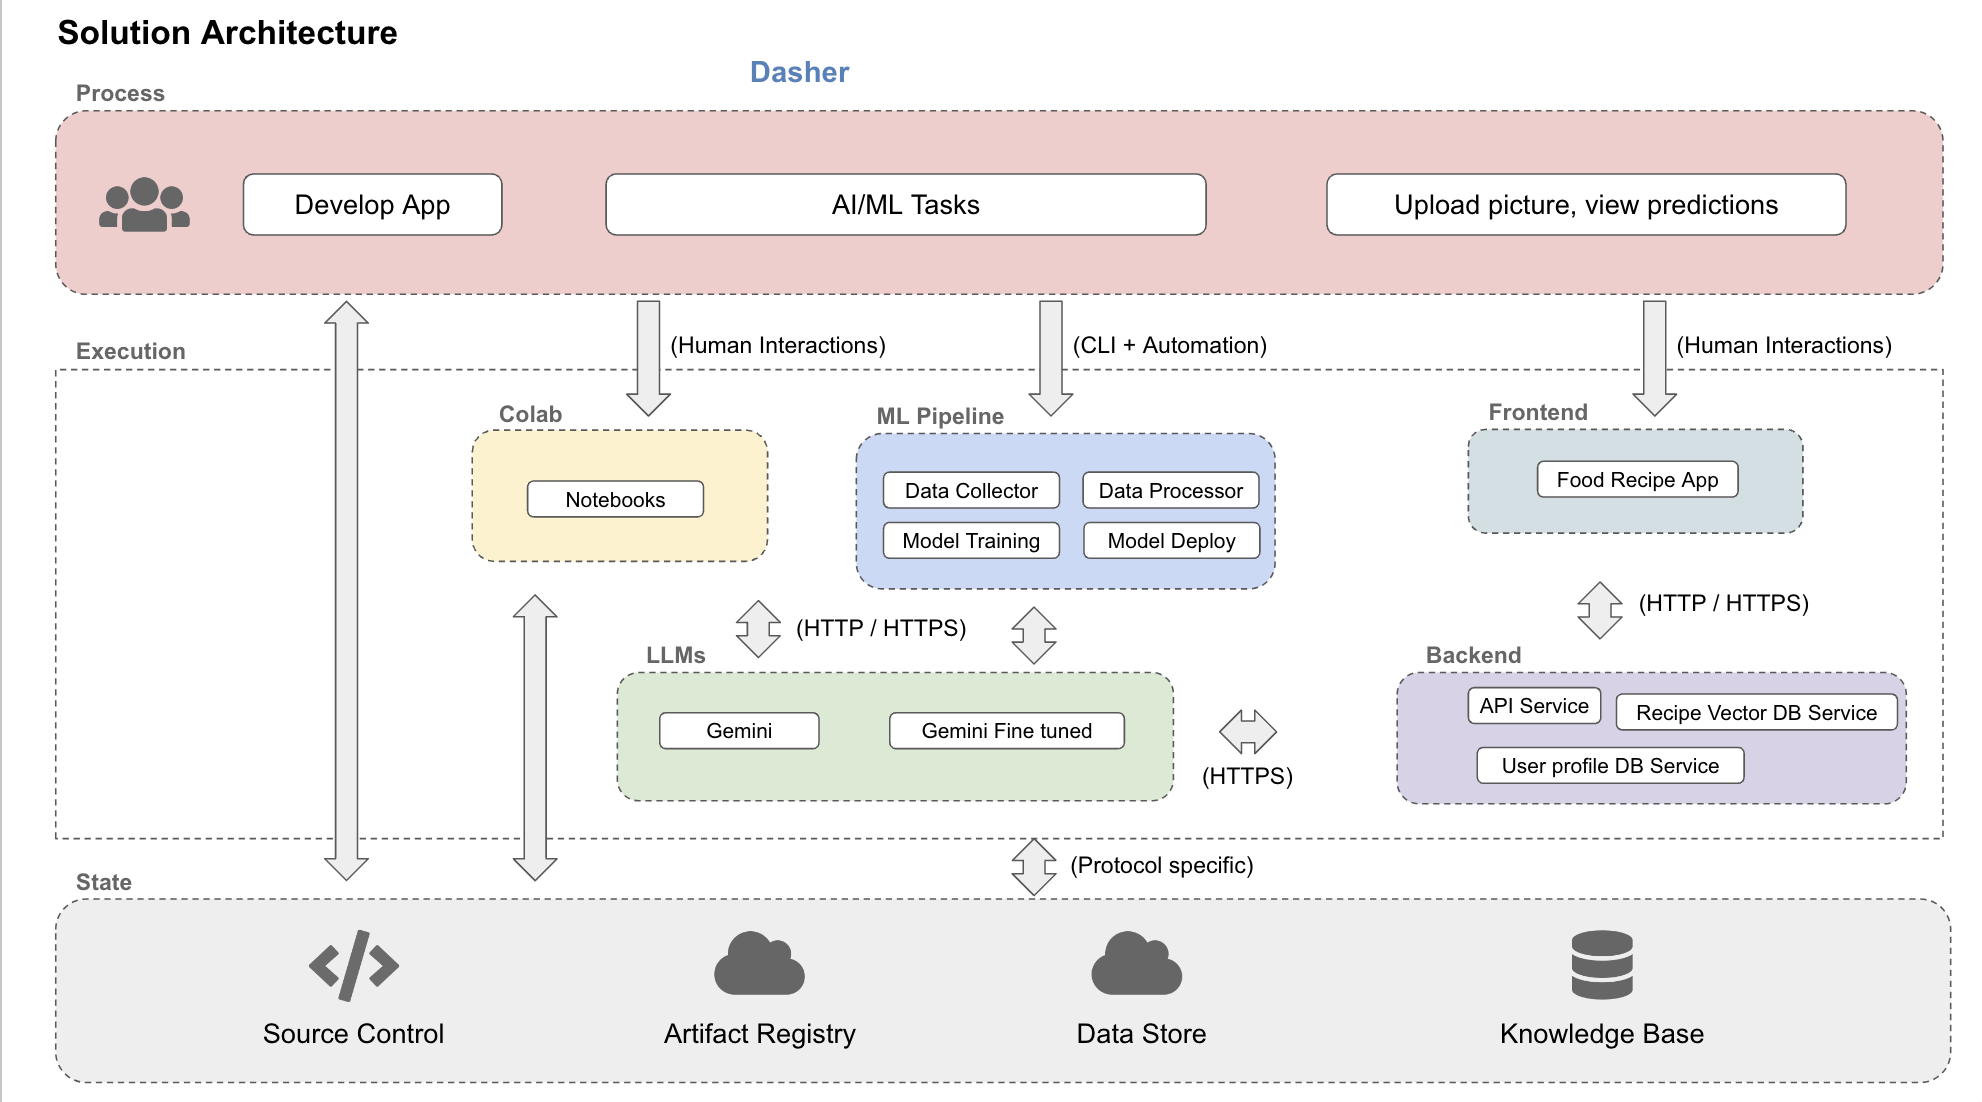 Solution Architecture
Dasher
Process
Develop App
AI/ML Tasks
Upload picture, view predictions
(Human Interactions)
(CLI + Automation)
(Human Interactions)
Execution
Colab
ML Pipeline
Frontend
Notebooks
Data Collector
Data Processor
Model Training
Model Deploy
Food Recipe App
(HTTP / HTTPS)
(HTTP / HTTPS)
LLMs
Backend
Gemini
Gemini Fine tuned
(HTTPS)
API Service
Recipe Vector DB Service
User profile DB Service
(Protocol specific)
State
Source Control
Artifact Registry
Data Store
Knowledge Base